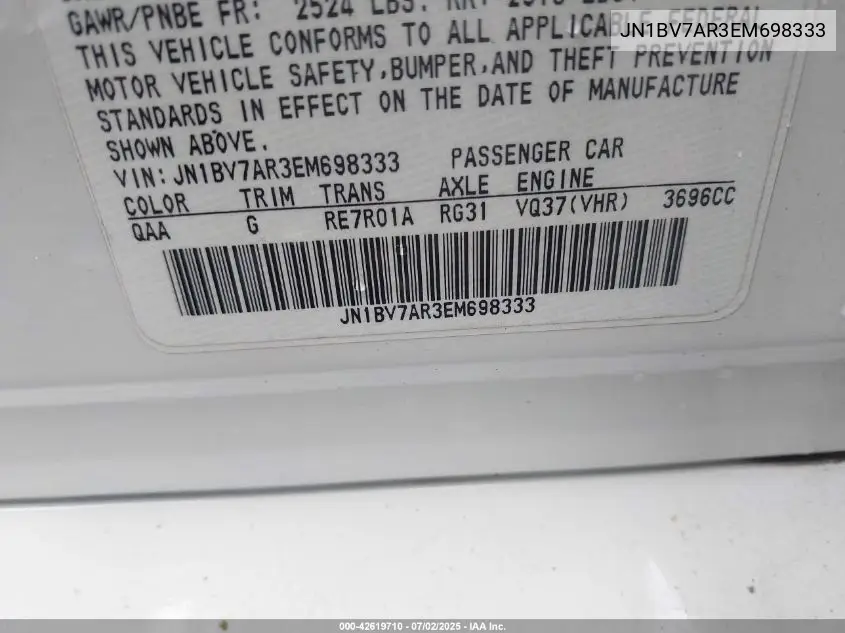 JN1BV7AR3EM698333
GAWR/PNBE FR: 2524 LBS. RR:
THIS VEHICLE CONFORMS TO ALL APPLICABLE FEDERAL
MOTOR VEHICLE SAFETY,BUMPER,AND THEFT PREVENTION
STANDARDS IN EFFECT ON THE DATE OF MANUFACTURE
SHOWN ABOVE.
VIN:JN1BV7AR3EM698333 PASSENGER CAR
COLOR TRIM TRANS AXLE ENGINE
QAA G RE7R01A RG31 VQ37(VHR) 3696CC
JN1BV7AR3EM698333
000-42619710 - 07/02/2025 - IAA Inc.